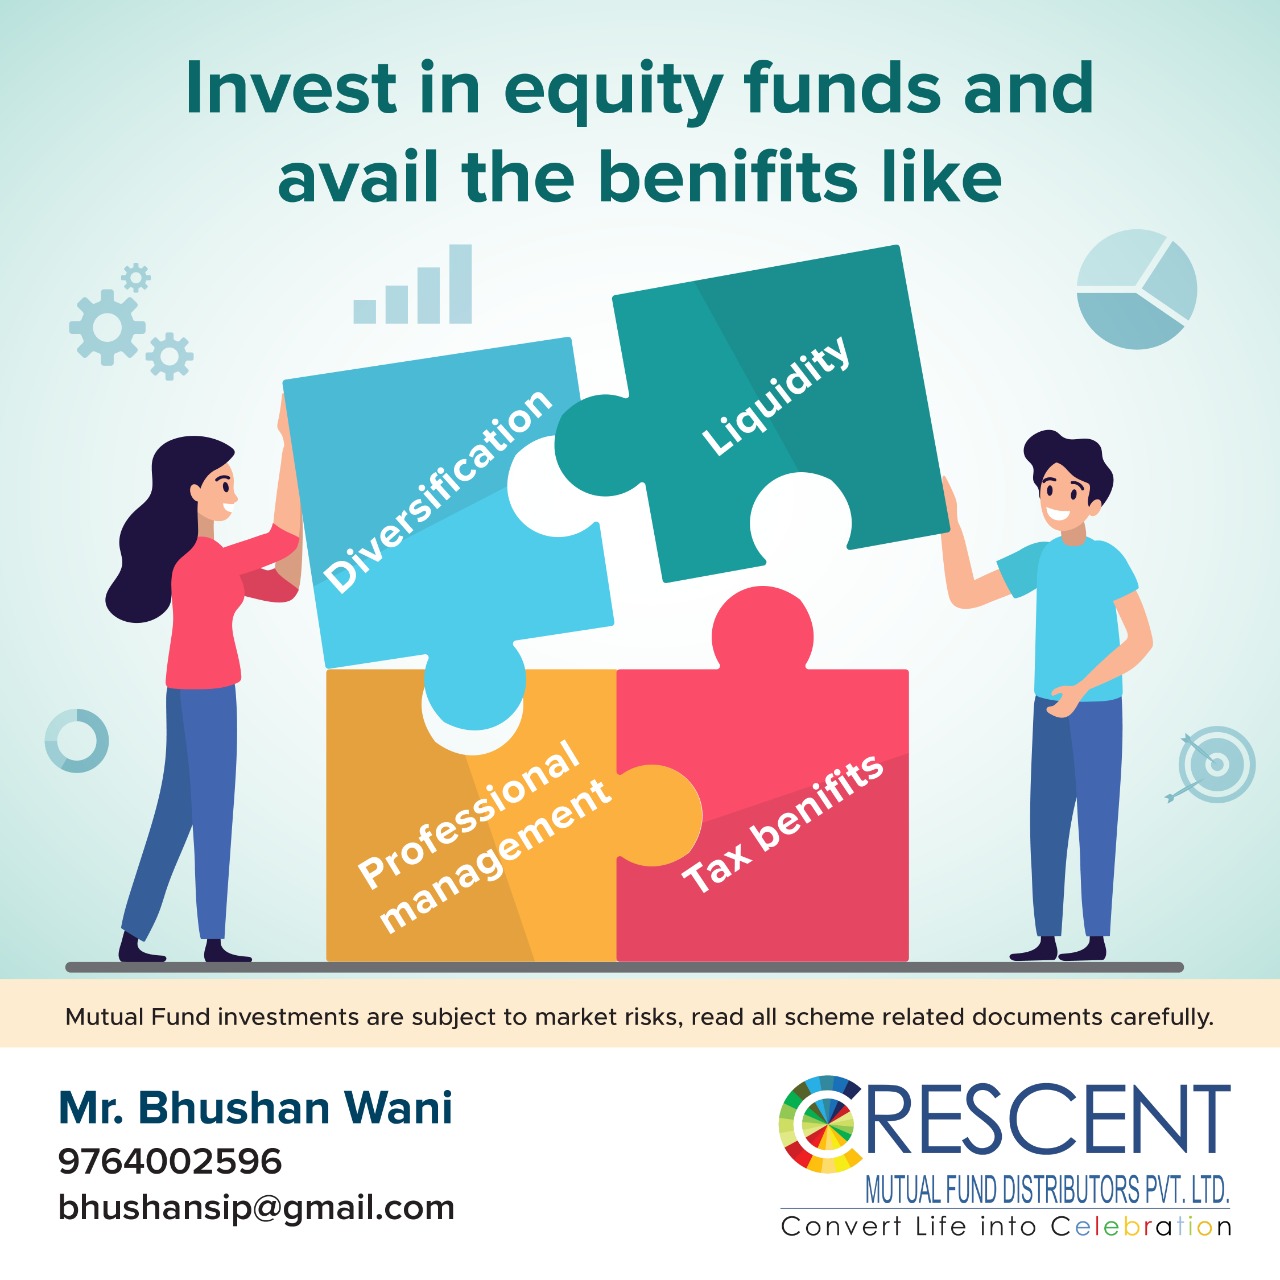 Invest in equity funds and
avail the benifits like
Diversification
Liquidity
Professional
management
Tax benifits
Mutual Fund investments are subject to market risks, read all scheme related documents carefully.
Mr. Bhushan Wani
9764002596
bhushansip@gmail.com
CRESCENT
MUTUAL FUND DISTRIBUTORS PVT. LTD.
Convert Life into Celebration